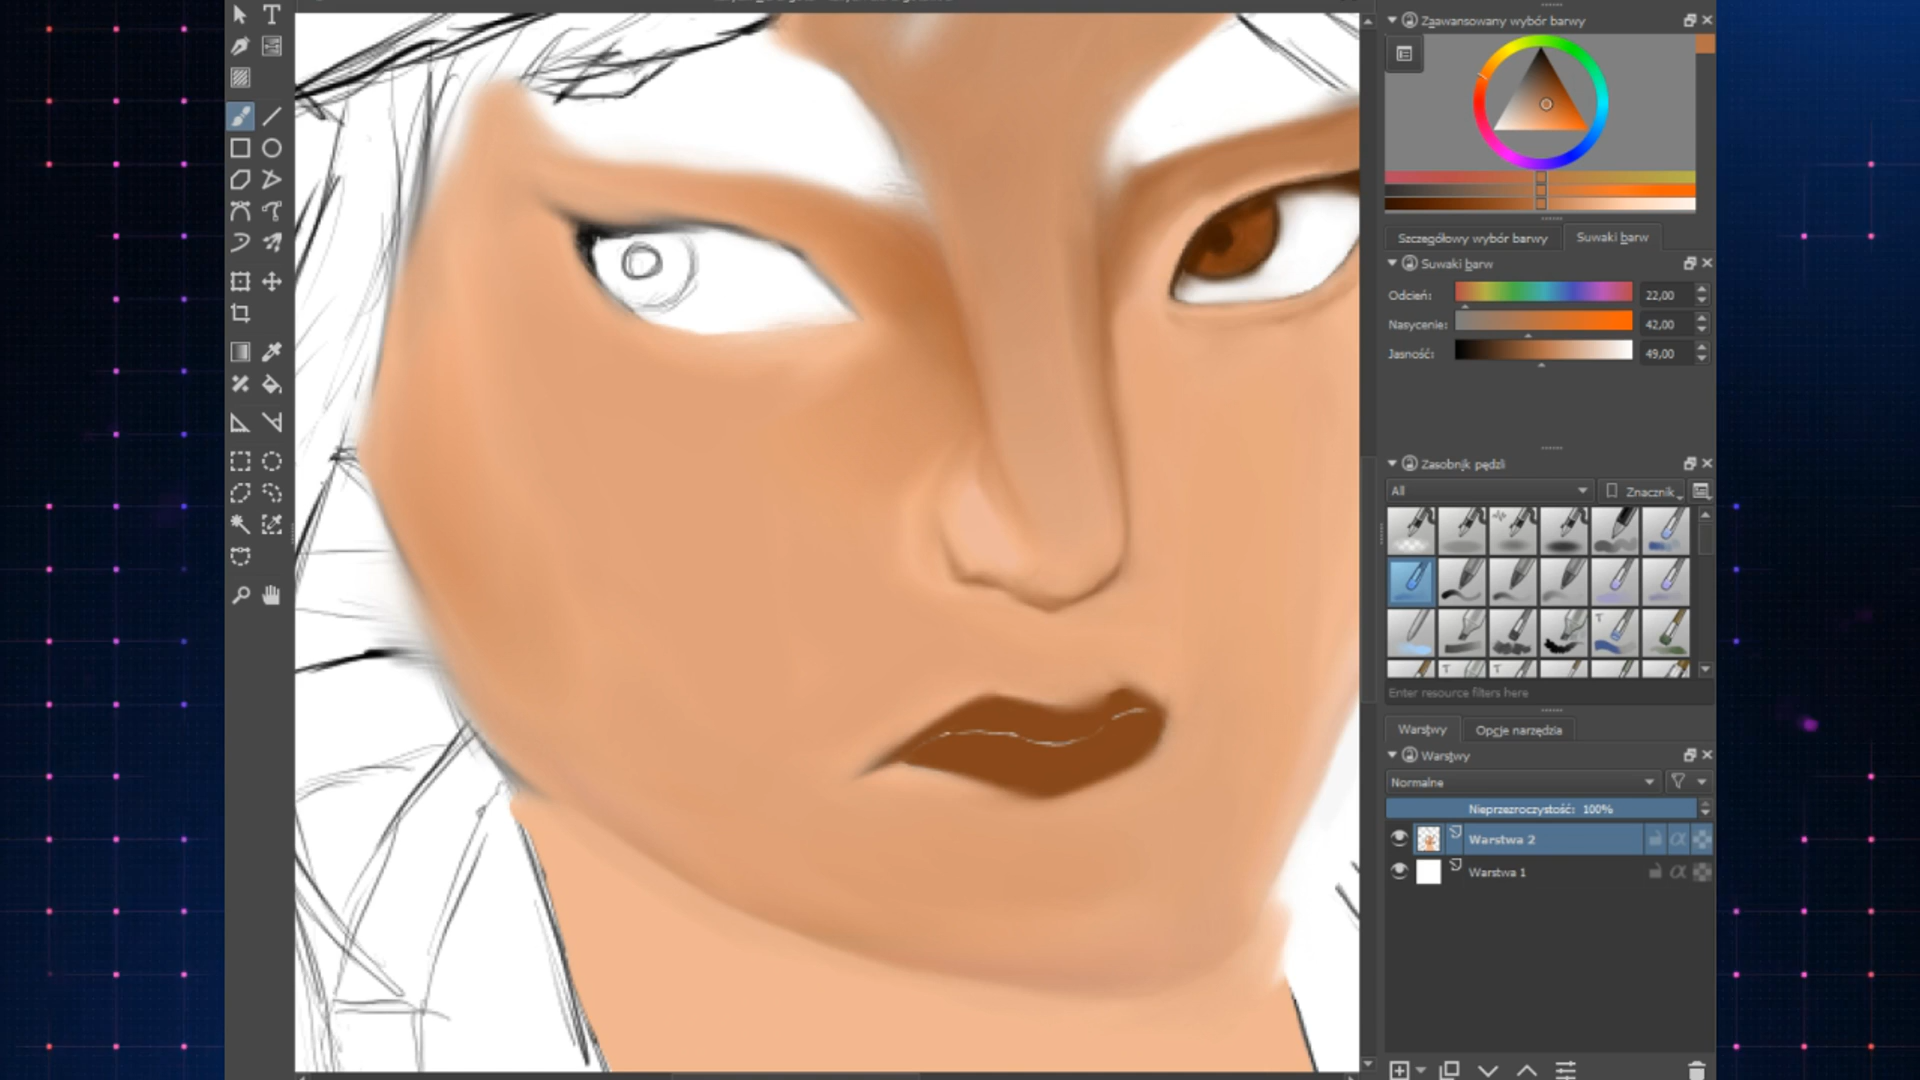 Zaawansowany wybór barwy
Szczegółowy wybór barwy
Suwaki barw
Suwaki barw
Odcień:
22,00
Nasycenie:
42,00
Jasność:
49,00
Zasobnik pędzli
All
Znacznik
Enter resource filters here
Warstwy
Opcje narzędzia
Warstwy
Normalne
Nieprzezroczystość: 100%
Warstwa 2
Warstwa 1